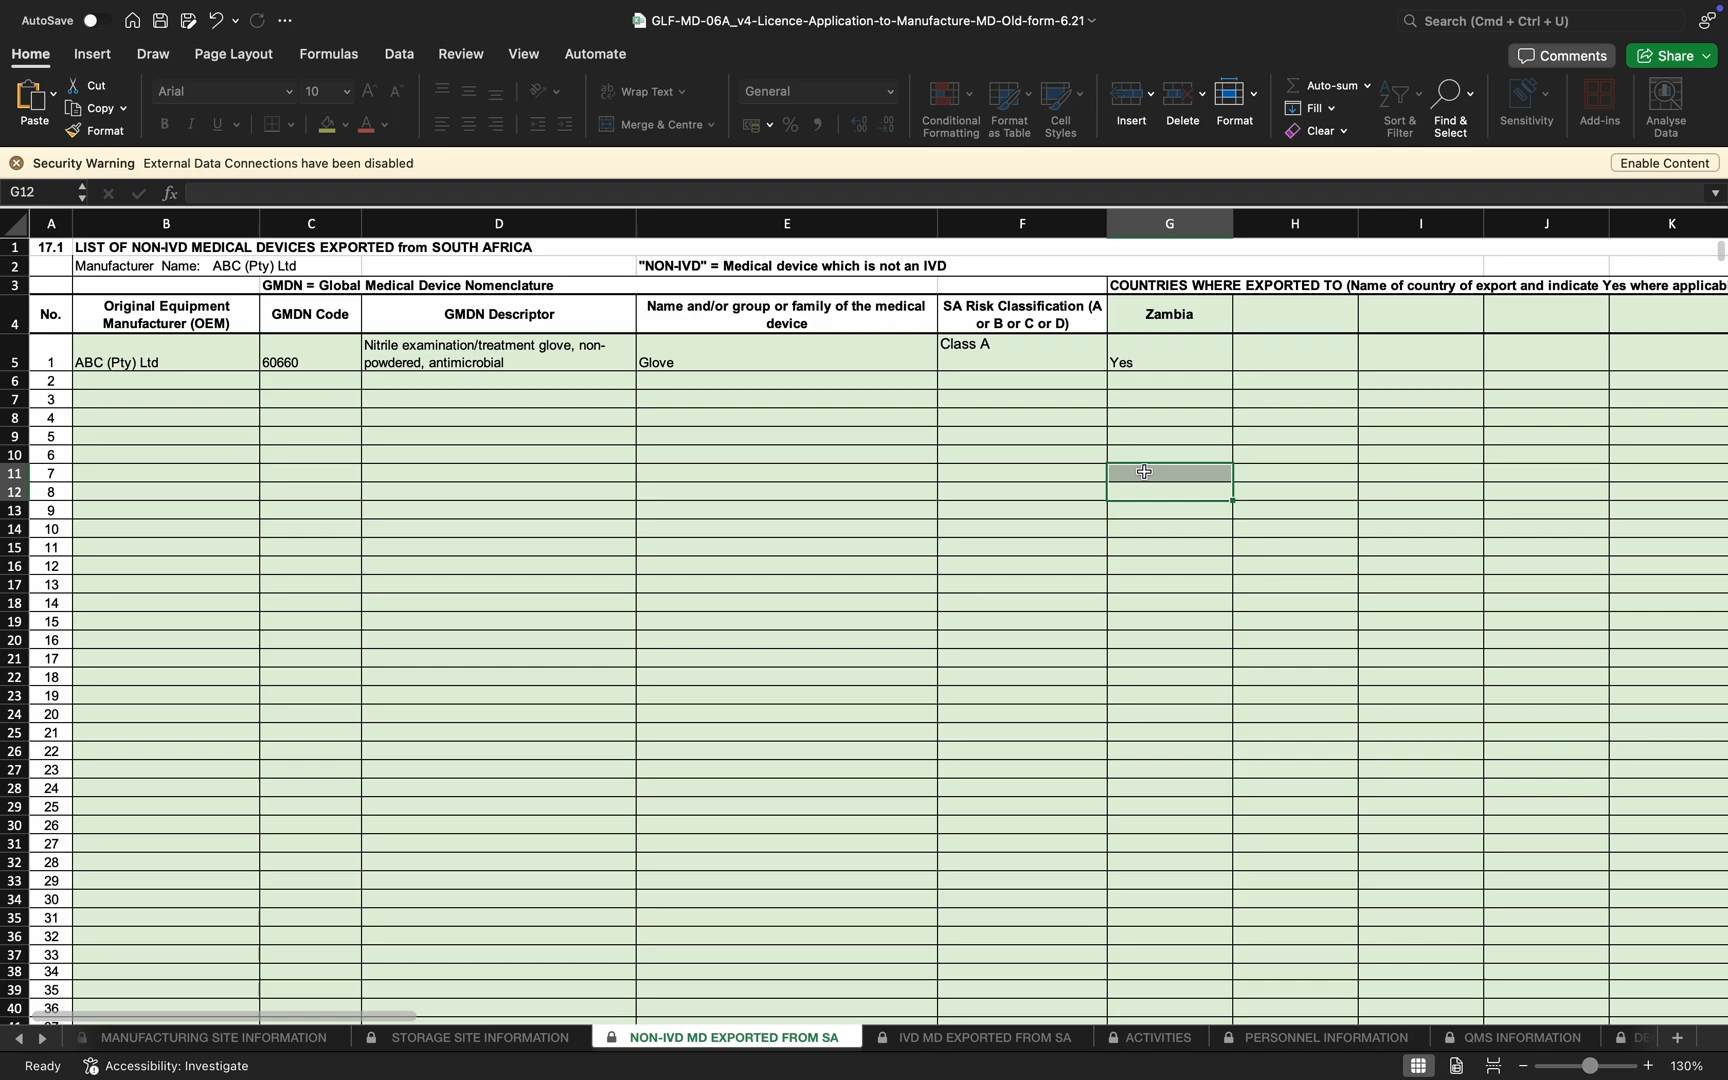 AutoSave
GLF-MD-06A_v4-Licence-Application-to-Manufacture-MD-Old-form-6.21
Search (Cmd + Ctrl + U)
Home Insert Draw Page Layout Formulas Data Review View Automate
Comments Share
Paste
Cut
Copy
Format
Arial 10
B I U
Wrap Text
Merge & Centre
General
Conditional Formatting
Format as Table
Cell Styles
Insert
Delete
Format
Auto-sum
Fill
Clear
Sort & Filter
Find & Select
Sensitivity
Add-ins
Analyse Data
Security Warning External Data Connections have been disabled
Enable Content
G12
fx
A B C D E F G H I J K
1 17.1 LIST OF NON-IVD MEDICAL DEVICES EXPORTED from SOUTH AFRICA
2 Manufacturer Name: ABC (Pty) Ltd "NON-IVD" = Medical device which is not an IVD
3 GMDN = Global Medical Device Nomenclature COUNTRIES WHERE EXPORTED TO (Name of country of export and indicate Yes where applicab
4 No. Original Equipment Manufacturer (OEM) GMDN Code GMDN Descriptor Name and/or group or family of the medical device SA Risk Classification (A or B or C or D) Zambia
5 1 ABC (Pty) Ltd 60660 Nitrile examination/treatment glove, non-powdered, antimicrobial Glove Class A Yes
6 2
7 3
8 4
9 5
10 6
11 7
12 8
13 9
14 10
15 11
16 12
17 13
18 14
19 15
20 16
21 17
22 18
23 19
24 20
25 21
26 22
27 23
28 24
29 25
30 26
31 27
32 28
33 29
34 30
35 31
36 32
37 33
38 34
39 35
40 36
MANUFACTURING SITE INFORMATION STORAGE SITE INFORMATION NON-IVD MD EXPORTED FROM SA IVD MD EXPORTED FROM SA ACTIVITIES PERSONNEL INFORMATION QMS INFORMATION DE
Ready Accessibility: Investigate 130%